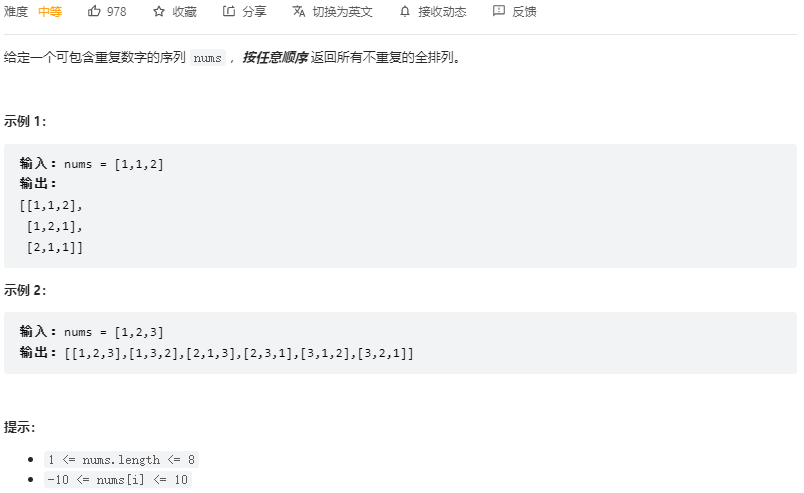 难度 中等 978 收藏 分享 切换为英文 接收动态 反馈
给定一个可包含重复数字的序列 nums ，按任意顺序 返回所有不重复的全排列。
示例 1：
输入：nums = [1,1,2]
输出：
[[1,1,2],
[1,2,1],
[2,1,1]]
示例 2：
输入：nums = [1,2,3]
输出：[[1,2,3],[1,3,2],[2,1,3],[2,3,1],[3,1,2],[3,2,1]]
提示：
1 <= nums.length <= 8
-10 <= nums[i] <= 10